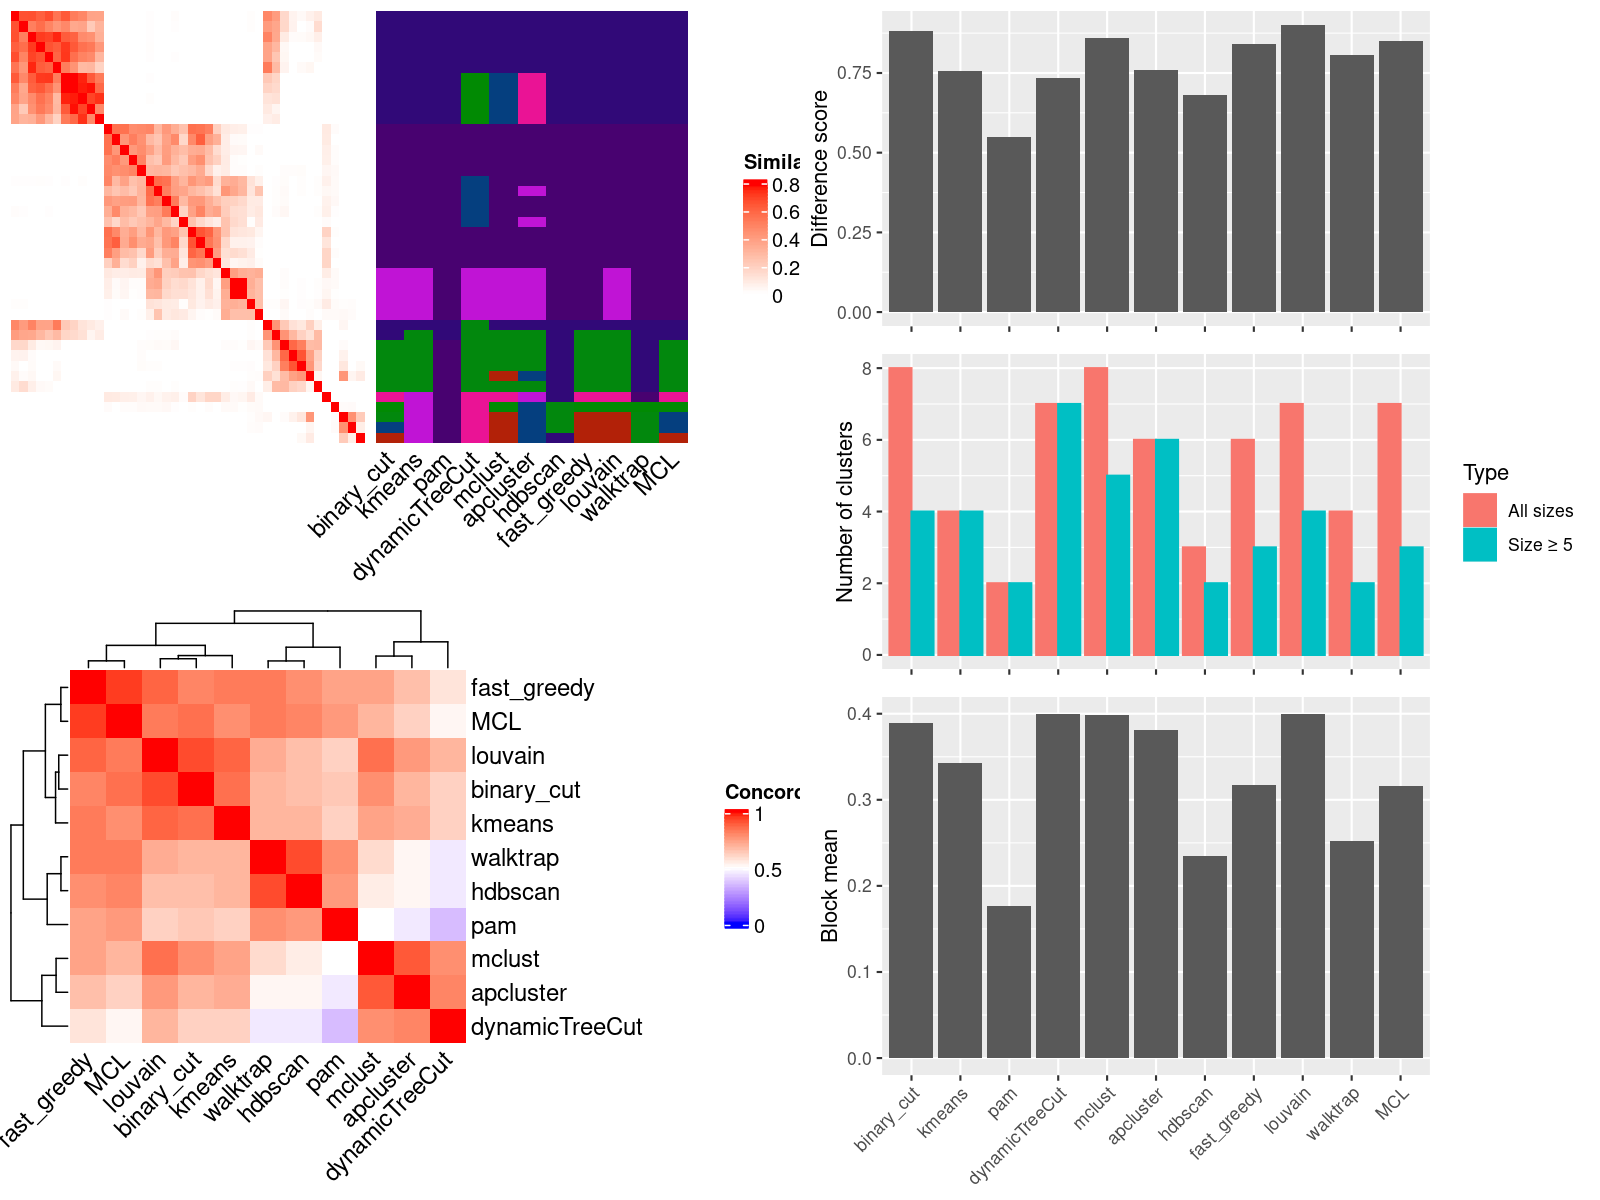 Simila
0.8
0.6
0.4
0.2
0
binary_cut
kmeans
pam
dynamicTreeCut
mclust
apcluster
hdbscan
fast_greedy
louvain
walktrap
MCL
fast_greedy
MCL
louvain
binary_cut
kmeans
walktrap
hdbscan
pam
mclust
apcluster
dynamicTreeCut
Concord
1
0.5
0
fast_greedy
MCL
louvain
binary_cut
kmeans
walktrap
hdbscan
pam
mclust
apcluster
dynamicTreeCut
Difference score
0.75
0.50
0.25
0.00
Number of clusters
8
6
4
2
0
Type
All sizes
Size ≥ 5
Block mean
0.4
0.3
0.2
0.1
0.0
binary_cut
kmeans
pam
dynamicTreeCut
mclust
apcluster
hdbscan
fast_greedy
louvain
walktrap
MCL